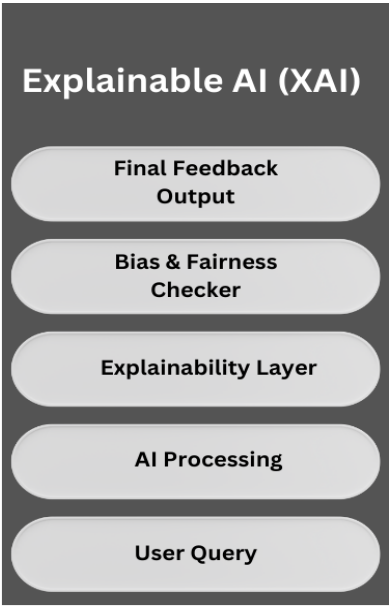 Explainable AI (XAI)
Final Feedback
Output
Bias & Fairness
Checker
Explainability Layer
AI Processing
User Query